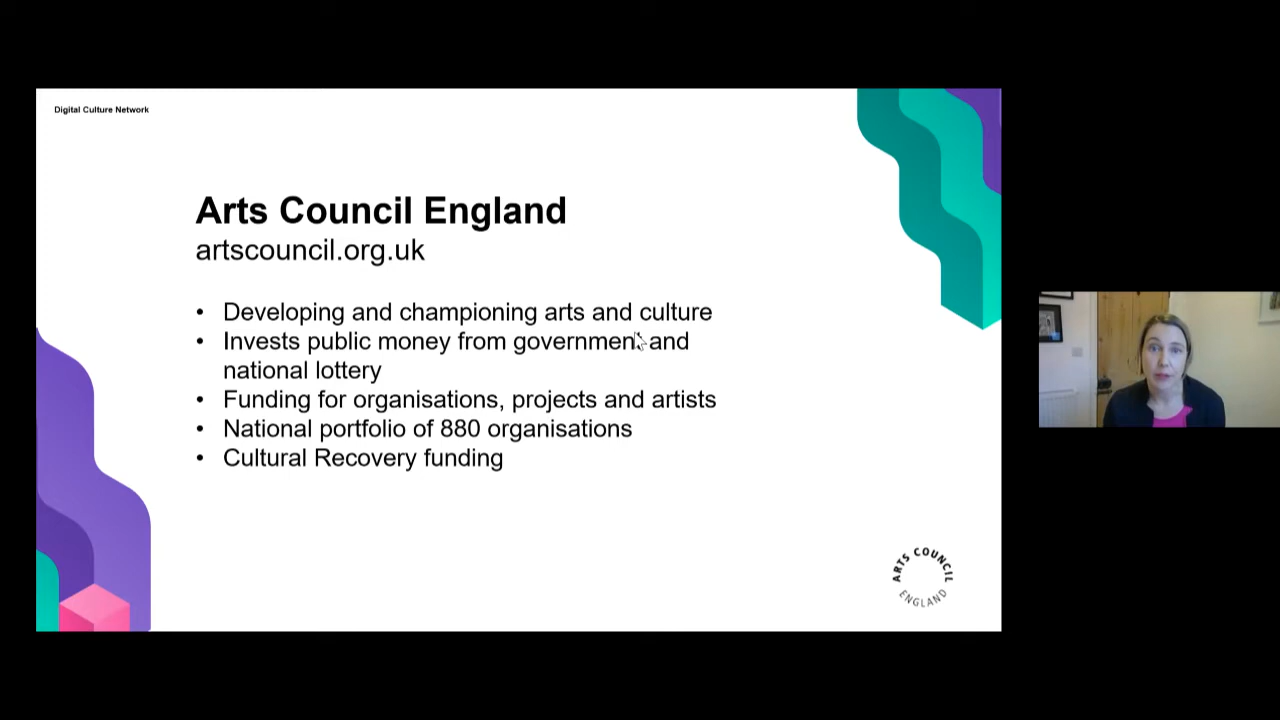 Digital Culture Network
Arts Council England
artscouncil.org.uk
• Developing and championing arts and culture
• Invests public money from government and
national lottery
• Funding for organisations, projects and artists
• National portfolio of 880 organisations
• Cultural Recovery funding
ARTS COUNCIL
ENGLAND